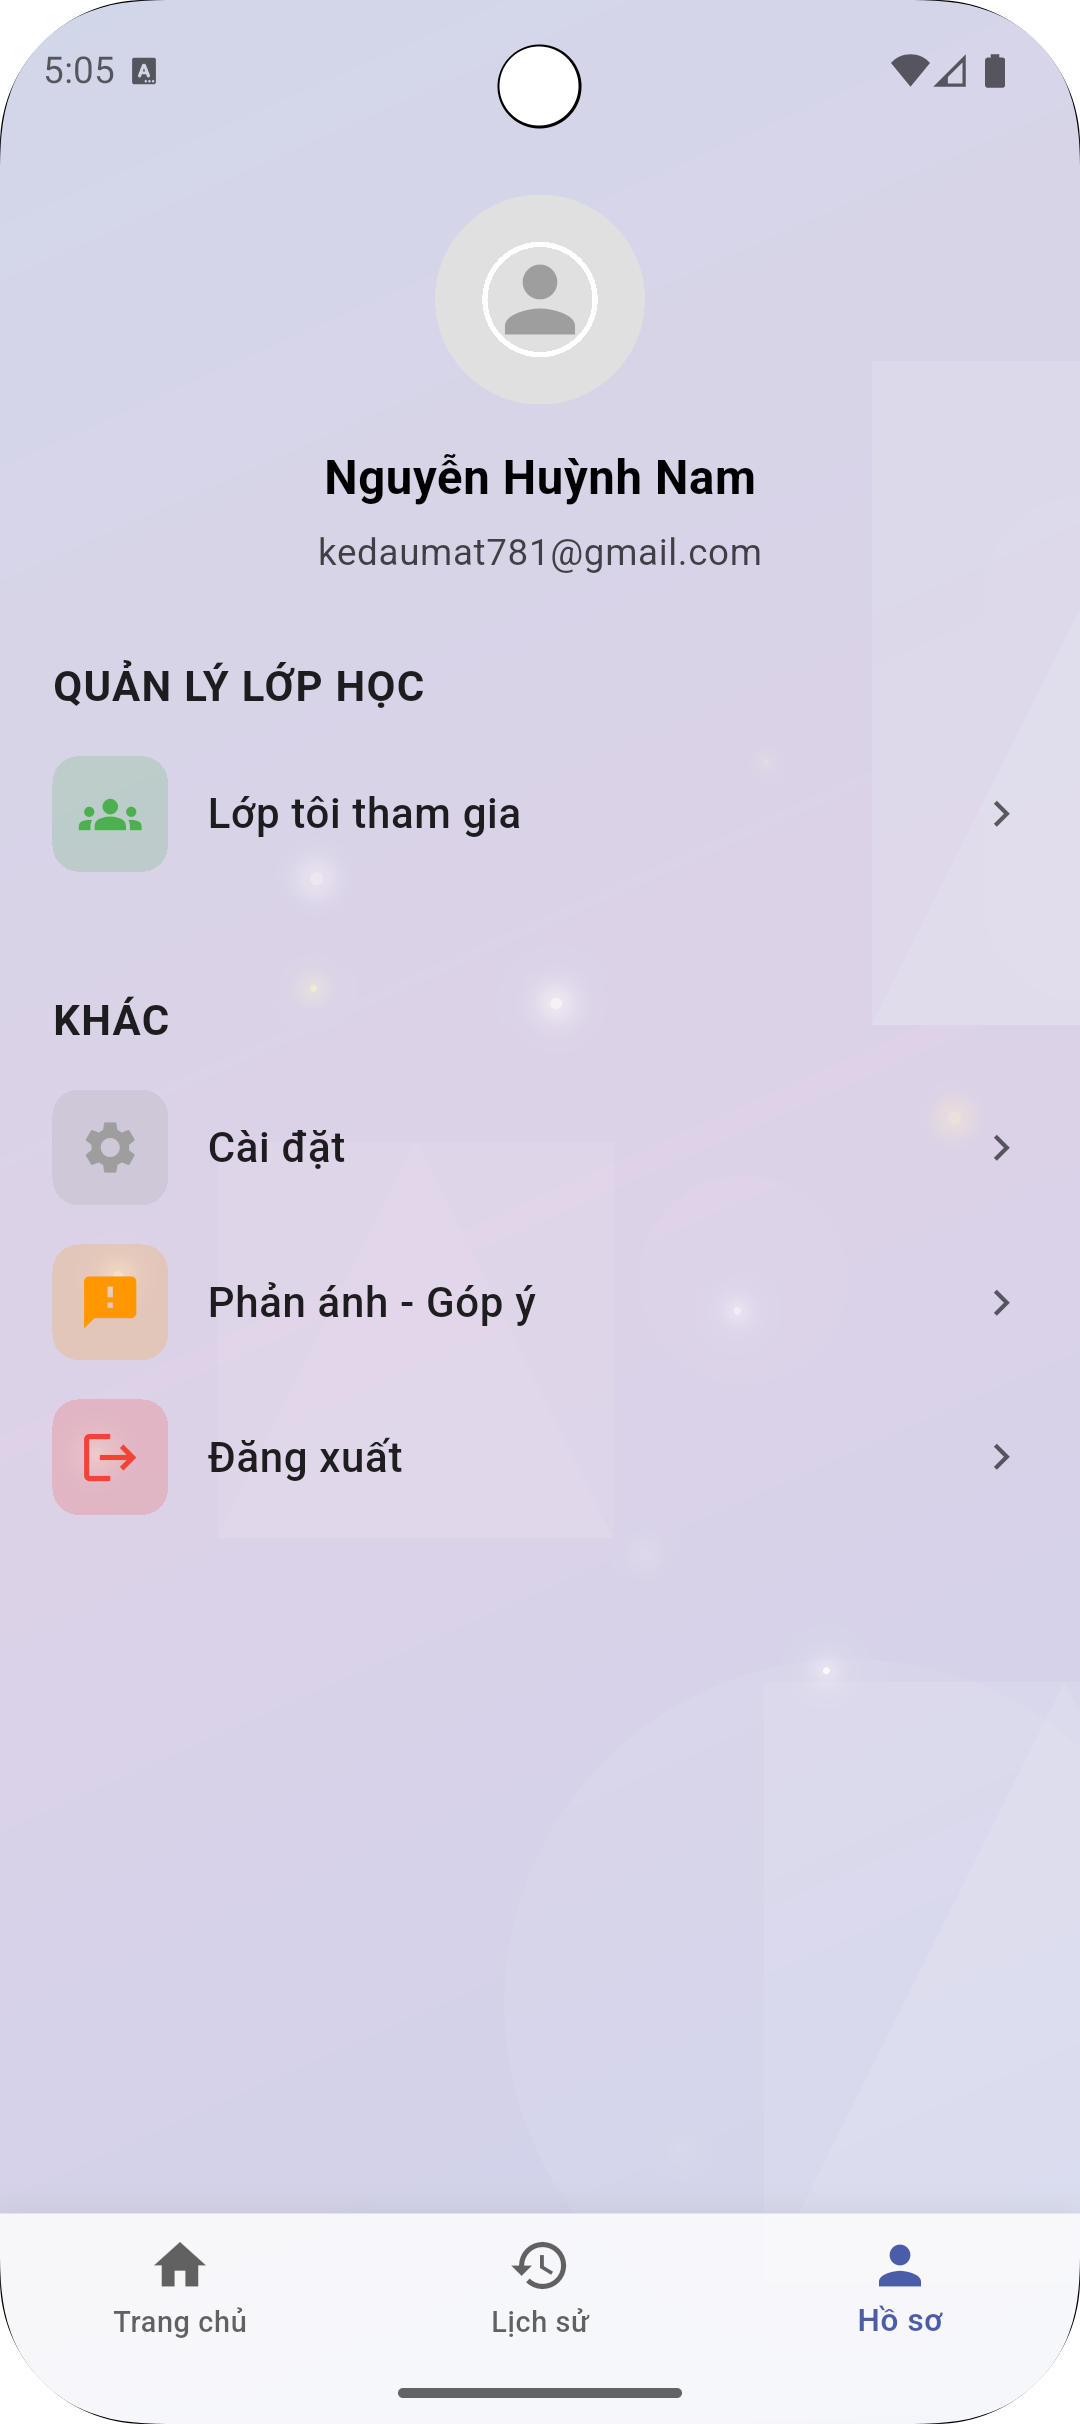 5:05
Nguyễn Huỳnh Nam
kedaumat781@gmail.com
QUẢN LÝ LỚP HỌC
Lớp tôi tham gia
KHÁC
Cài đặt
Phản ánh - Góp ý
Đăng xuất
Trang chủ
Lịch sử
Hồ sơ